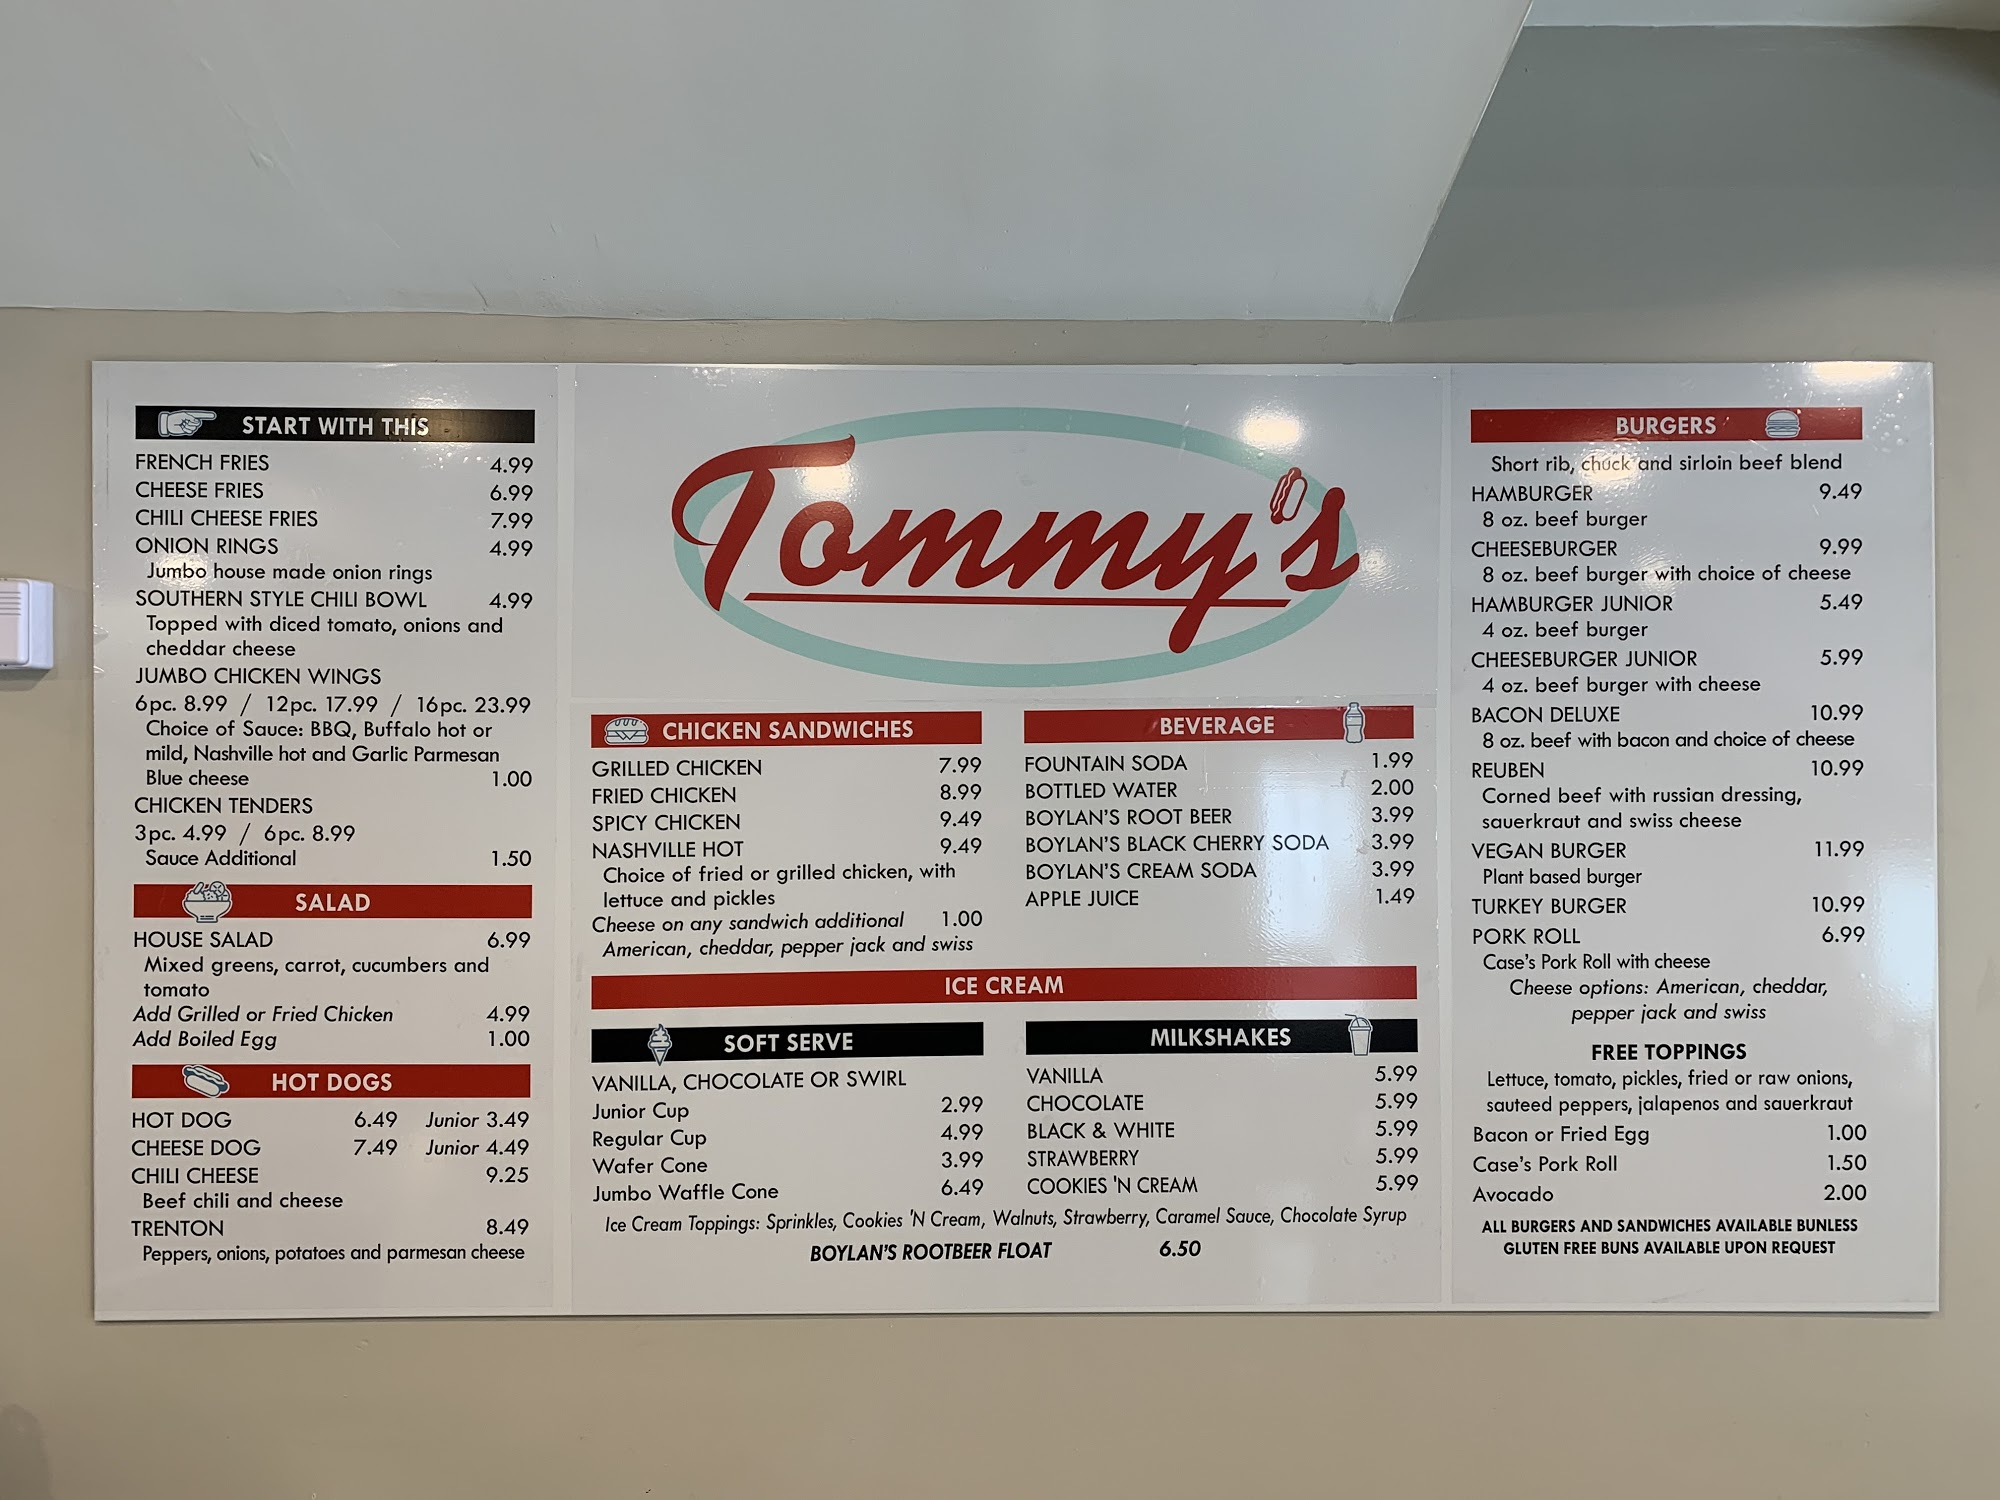 START WITH THIS
FRENCH FRIES 4.99
CHEESE FRIES 6.99
CHILI CHEESE FRIES 7.99
ONION RINGS 4.99
Jumbo house made onion rings
SOUTHERN STYLE CHILI BOWL 4.99
Topped with diced tomato, onions and
cheddar cheese
JUMBO CHICKEN WINGS
6pc. 8.99 / 12pc. 17.99 / 16pc. 23.99
Choice of Sauce: BBQ, Buffalo hot or
mild, Nashville hot and Garlic Parmesan
Blue cheese 1.00
CHICKEN TENDERS
3pc. 4.99 / 6pc. 8.99
Sauce Additional 1.50
SALAD
HOUSE SALAD 6.99
Mixed greens, carrot, cucumbers and
tomato
Add Grilled or Fried Chicken 4.99
Add Boiled Egg 1.00
HOT DOGS
HOT DOG 6.49 Junior 3.49
CHEESE DOG 7.49 Junior 4.49
CHILI CHEESE 9.25
Beef chili and cheese
TRENTON 8.49
Peppers, onions, potatoes and parmesan cheese
Tommy's
CHICKEN SANDWICHES
GRILLED CHICKEN 7.99
FRIED CHICKEN 8.99
SPICY CHICKEN 9.49
NASHVILLE HOT 9.49
Choice of fried or grilled chicken, with
lettuce and pickles
Cheese on any sandwich additional 1.00
American, cheddar, pepper jack and swiss
BEVERAGE
FOUNTAIN SODA 1.99
BOTTLED WATER 2.00
BOYLAN'S ROOT BEER 3.99
BOYLAN'S BLACK CHERRY SODA 3.99
BOYLAN'S CREAM SODA 3.99
APPLE JUICE 1.49
ICE CREAM
SOFT SERVE
VANILLA, CHOCOLATE OR SWIRL
Junior Cup 2.99
Regular Cup 4.99
Wafer Cone 3.99
Jumbo Waffle Cone 6.49
MILKSHAKES
VANILLA 5.99
CHOCOLATE 5.99
BLACK & WHITE 5.99
STRAWBERRY 5.99
COOKIES 'N CREAM 5.99
Ice Cream Toppings: Sprinkles, Cookies 'N Cream, Walnuts, Strawberry, Caramel Sauce, Chocolate Syrup
BOYLAN'S ROOTBEER FLOAT 6.50
BURGERS
Short rib, chuck and sirloin beef blend
HAMBURGER 9.49
8 oz. beef burger
CHEESEBURGER 9.99
8 oz. beef burger with choice of cheese
HAMBURGER JUNIOR 5.49
4 oz. beef burger
CHEESEBURGER JUNIOR 5.99
4 oz. beef burger with cheese
BACON DELUXE 10.99
8 oz. beef with bacon and choice of cheese
REUBEN 10.99
Corned beef with russian dressing,
sauerkraut and swiss cheese
VEGAN BURGER 11.99
Plant based burger
TURKEY BURGER 10.99
PORK ROLL 6.99
Case's Pork Roll with cheese
Cheese options: American, cheddar,
pepper jack and swiss
FREE TOPPINGS
Lettuce, tomato, pickles, fried or raw onions,
sauteed peppers, jalapenos and sauerkraut
Bacon or Fried Egg 1.00
Case's Pork Roll 1.50
Avocado 2.00
ALL BURGERS AND SANDWICHES AVAILABLE BUNLESS
GLUTEN FREE BUNS AVAILABLE UPON REQUEST